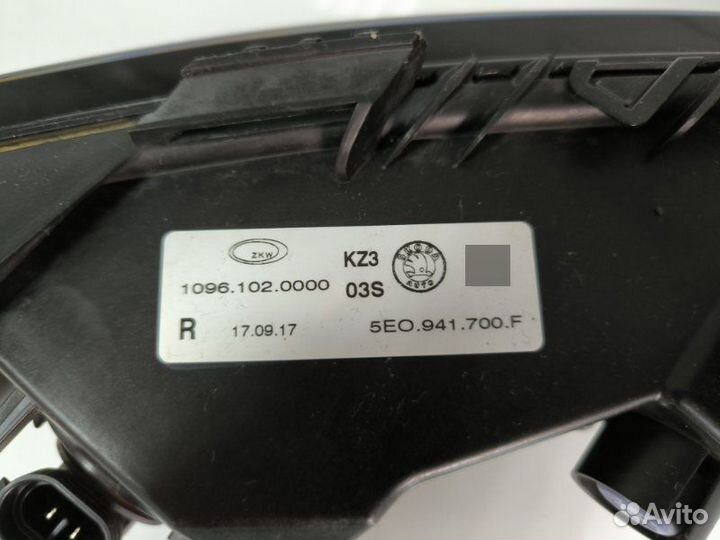 ZKW
KZ3
SKODA
AUTO
1096.102.0000
03S
R
17.09.17
5E0.941.700.F
Avito